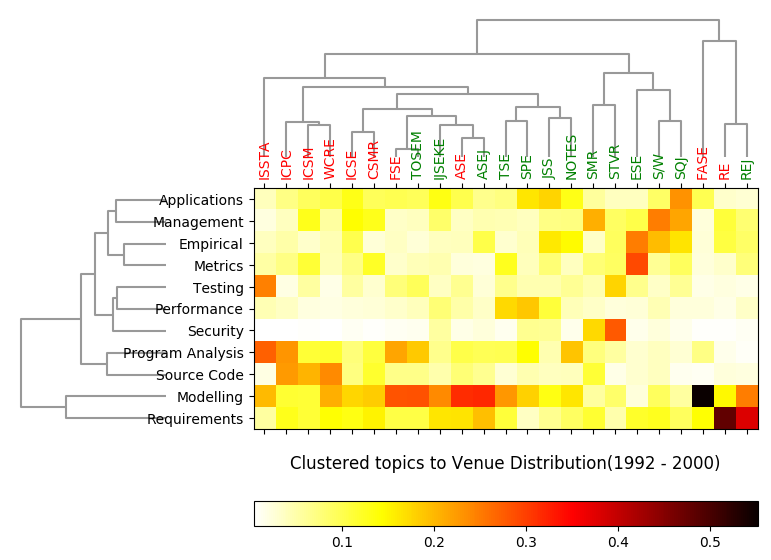 ISSTA ICPC ICSM WCRE ICSE CSMR FSE TOSEM IJSEKE ASE ASEJ TSE SPE JSS NOTES SMR STVR ESE S/W SQJ FASE RE REJ
Applications
Management
Empirical
Metrics
Testing
Performance
Security
Program Analysis
Source Code
Modelling
Requirements
Clustered topics to Venue Distribution(1992 - 2000)
0.1 0.2 0.3 0.4 0.5